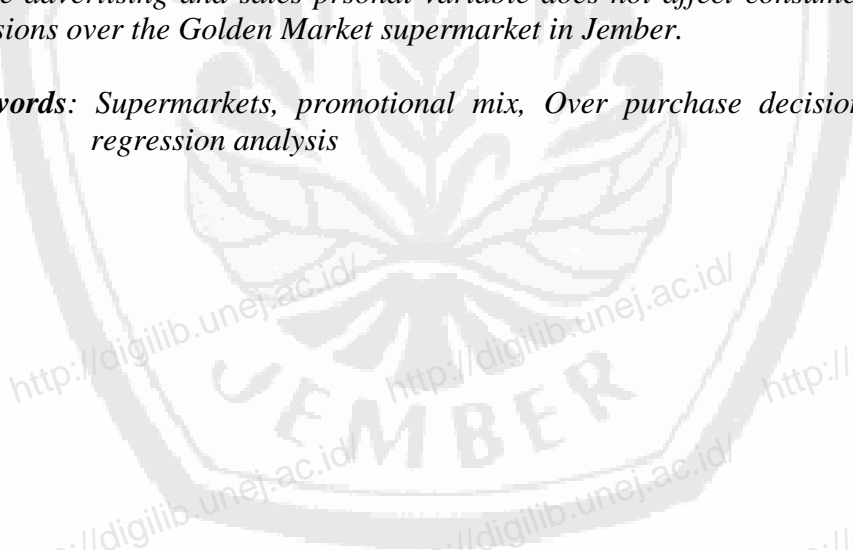 e advertising and sales prsonal variable does not affect consume
sions over the Golden Market supermarket in Jember.
words: Supermarkets, promotional mix, Over purchase decision
regression analysis
http://digilib.unej.ac.id/
http://digilib.unej.ac.id/
http://
JEMBER
://digilib.unej.ac.id/
://digilib.unej.ac.id/